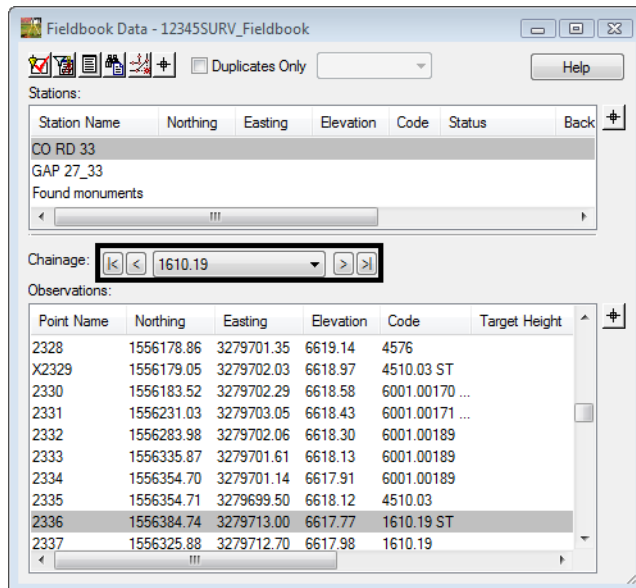 Fieldbook Data - 12345SURV_Fieldbook
Duplicates Only Help
Stations:
Station Name Northing Easting Elevation Code Status Back
CO RD 33
GAP 27_33
Found monuments
Chainage: 1610.19
Observations:
Point Name Northing Easting Elevation Code Target Height
2328 1556178.86 3279701.35 6619.14 4576
X2329 1556179.05 3279702.03 6618.97 4510.03 ST
2330 1556183.52 3279702.29 6618.58 6001.00170 ...
2331 1556231.03 3279703.05 6618.43 6001.00171 ...
2332 1556283.98 3279702.06 6618.30 6001.00189
2333 1556335.87 3279701.61 6618.13 6001.00189
2334 1556354.70 3279701.14 6617.91 6001.00189
2335 1556354.71 3279699.50 6618.12 4510.03
2336 1556384.74 3279713.00 6617.77 1610.19 ST
2337 1556325.88 3279712.70 6617.98 1610.19